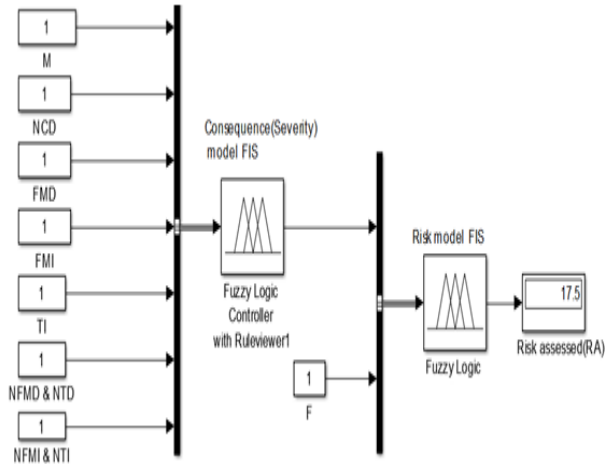 1
M
1
NCD
1
FMD
1
FMI
1
TI
1
NFMD & NTD
1
NFMI & NTI
Consequence(Severity)
model FIS
Fuzzy Logic
Controller
with Ruleviewer1
1
F
Risk model FIS
Fuzzy Logic
17.5
Risk assessed(RA)